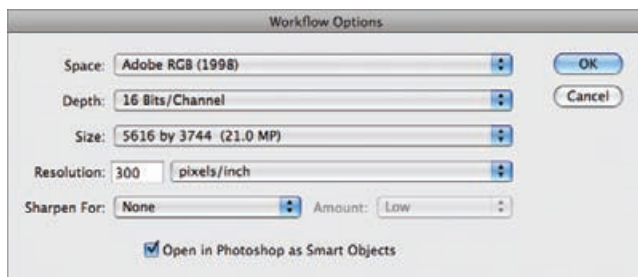 Workflow Options
Space: Adobe RGB (1998) OK
Depth: 16 Bits/Channel Cancel
Size: 5616 by 3744 (21.0 MP)
Resolution: 300 pixels/inch
Sharpen For: None Amount: Low
Open in Photoshop as Smart Objects